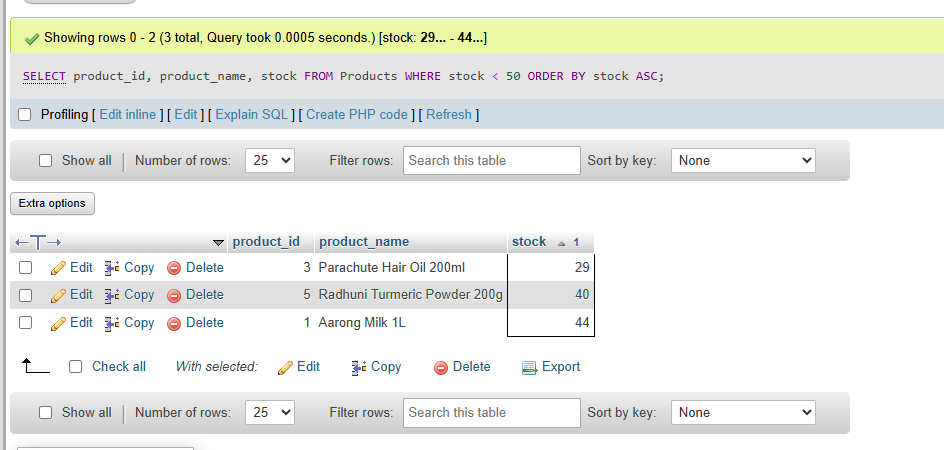 Showing rows 0 - 2 (3 total, Query took 0.0005 seconds.) [stock: 29... - 44...]
SELECT product_id, product_name, stock FROM Products WHERE stock < 50 ORDER BY stock ASC;
Profiling [ Edit inline ] [ Edit ] [ Explain SQL ] [ Create PHP code ] [ Refresh ]
Show all Number of rows: 25 Filter rows: Search this table Sort by key: None
Extra options
product_id product_name stock 1
Edit Copy Delete 3 Parachute Hair Oil 200ml 29
Edit Copy Delete 5 Radhuni Turmeric Powder 200g 40
Edit Copy Delete 1 Aarong Milk 1L 44
Check all With selected: Edit Copy Delete Export
Show all Number of rows: 25 Filter rows: Search this table Sort by key: None